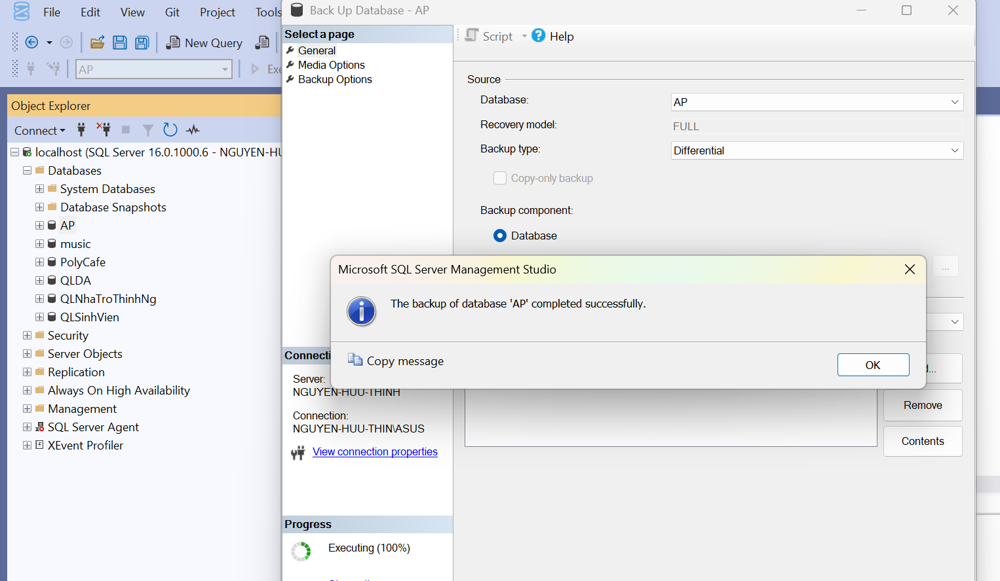 File Edit View Git Project Tools
New Query
AP
Object Explorer
Connect
localhost (SQL Server 16.0.1000.6 - NGUYEN-HU
Databases
System Databases
Database Snapshots
AP
music
PolyCafe
QLDA
QLNhaTroThinhNg
QLSinhVien
Security
Server Objects
Replication
Always On High Availability
Management
SQL Server Agent
XEvent Profiler
Back Up Database - AP
Select a page
General
Media Options
Backup Options
Script Help
Source
Database: AP
Recovery model: FULL
Backup type: Differential
Copy-only backup
Backup component:
Database
...
Microsoft SQL Server Management Studio
The backup of database 'AP' completed successfully.
Copy message
OK
Remove
Contents
Server:
NGUYEN-HUU-THINH
Connection:
NGUYEN-HUU-THIN\ASUS
View connection properties
Progress
Executing (100%)